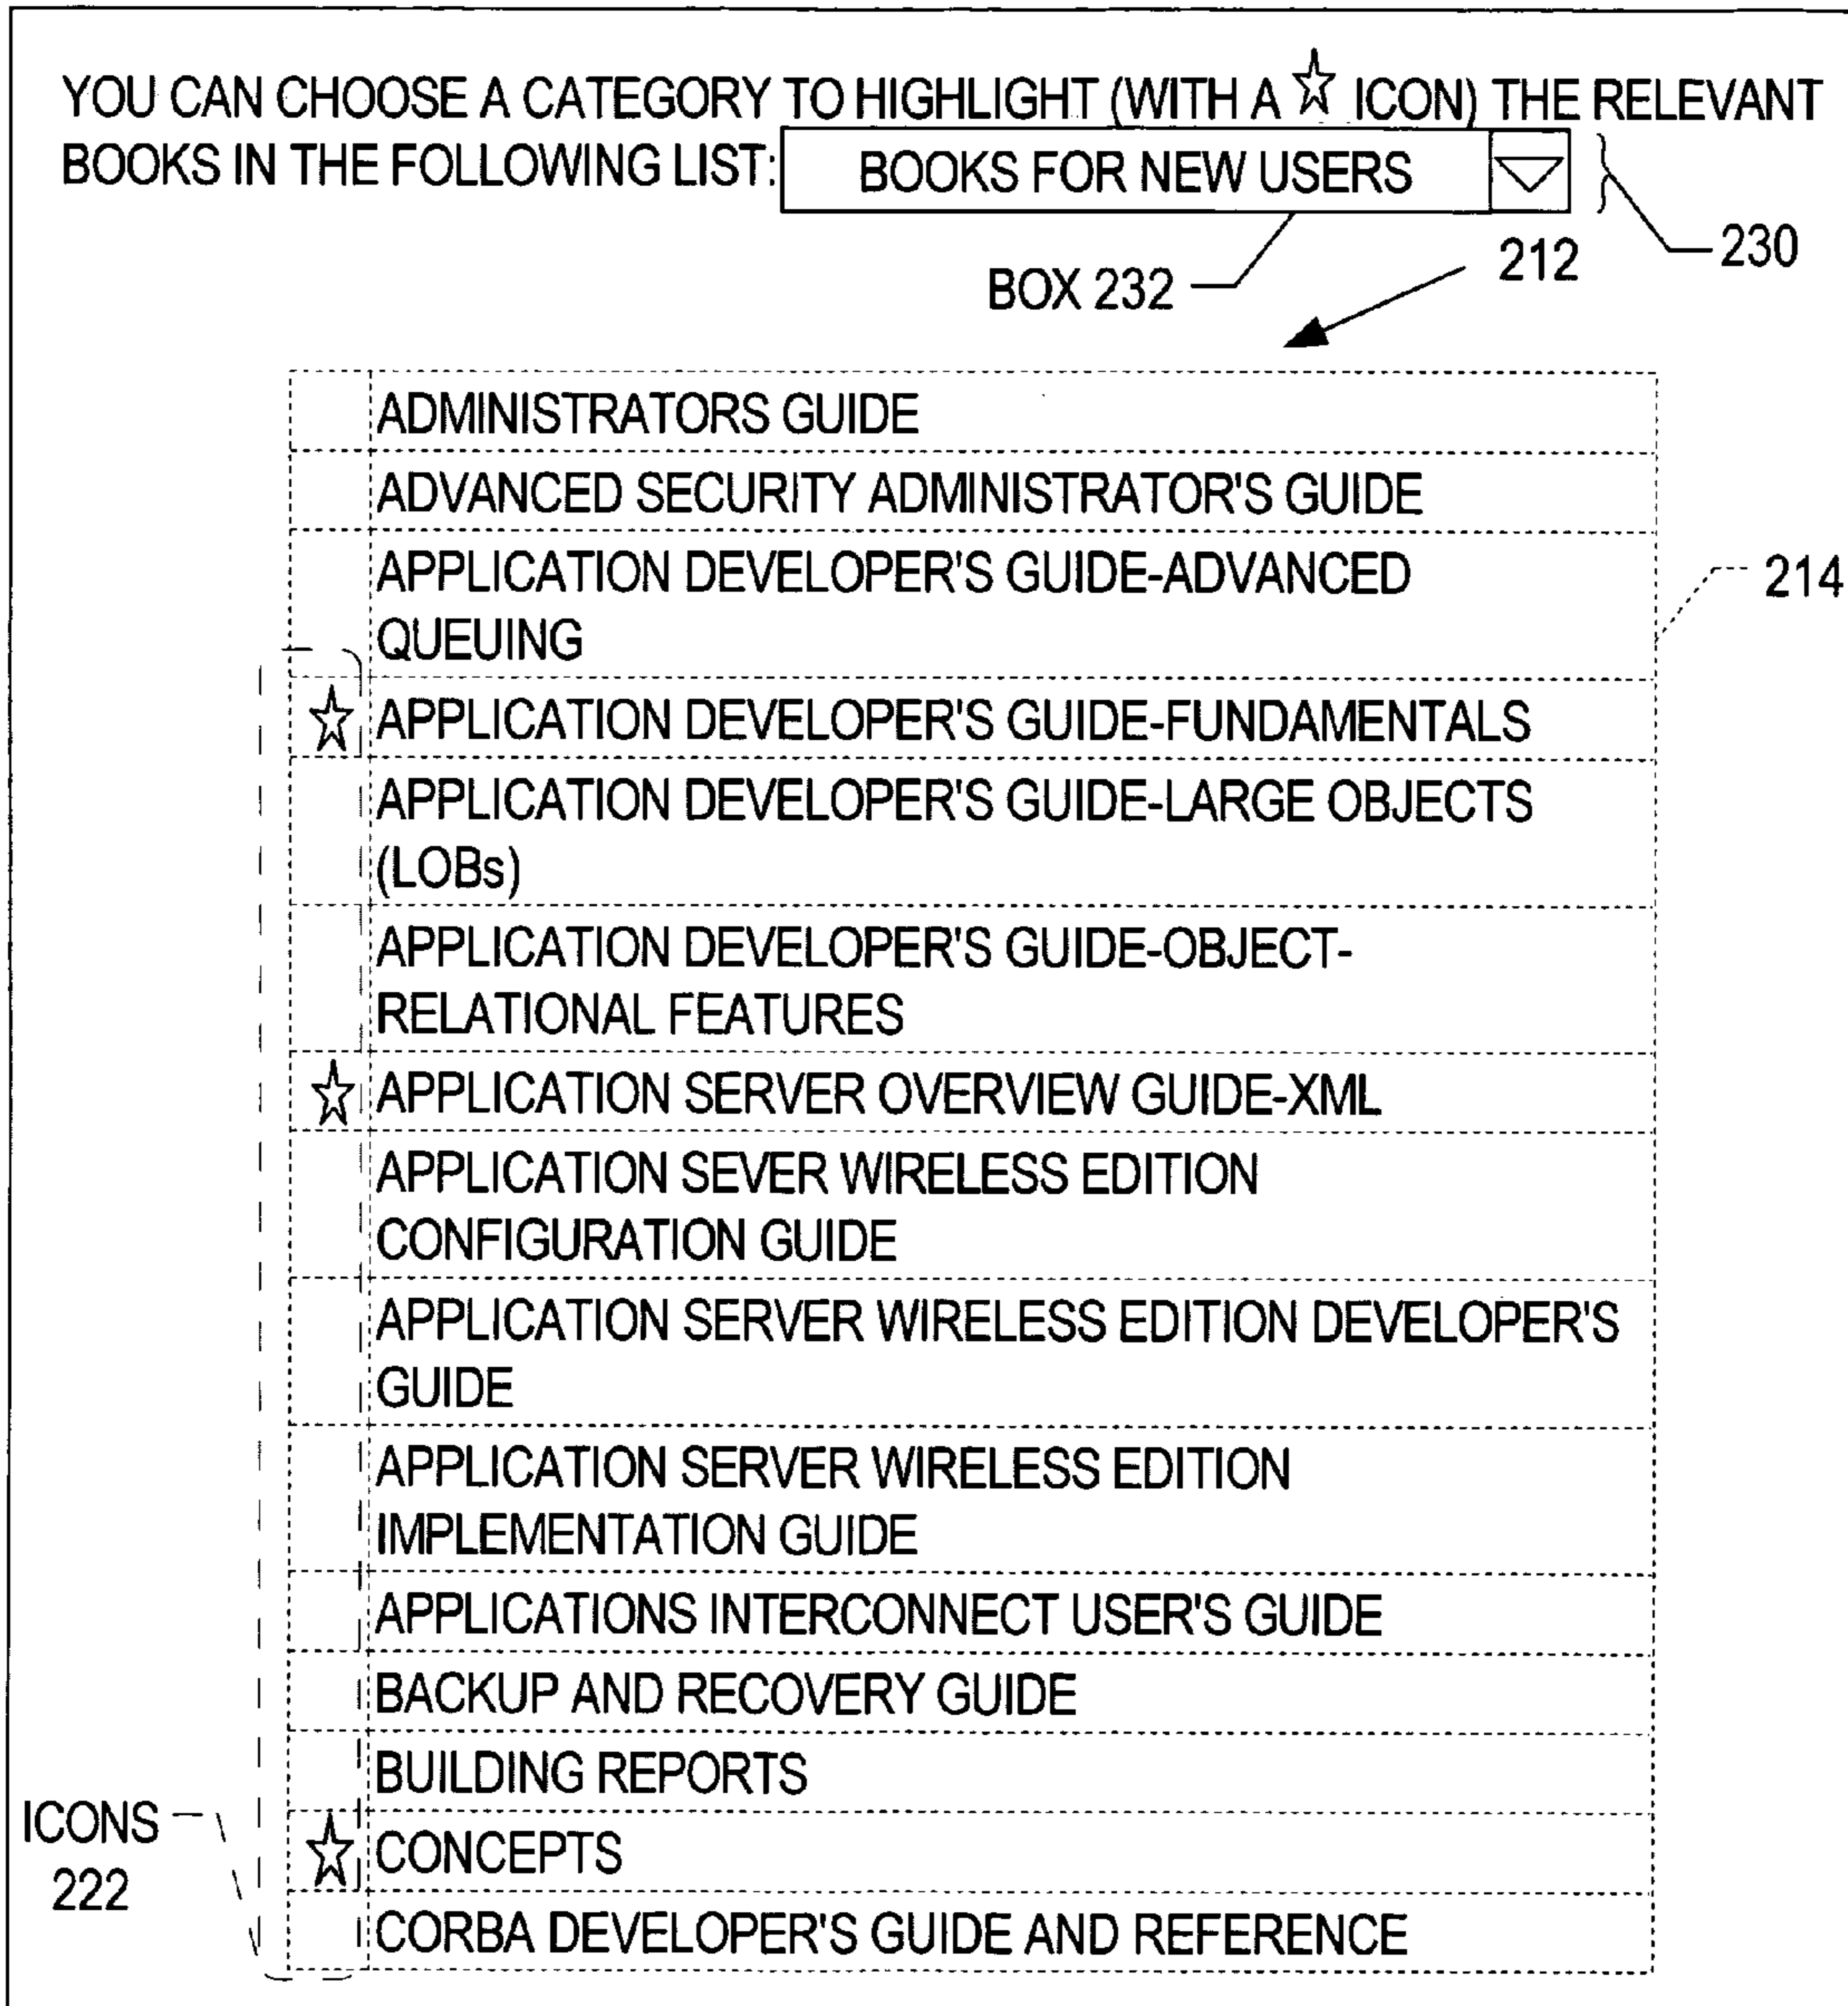 YOU CAN CHOOSE A CATEGORY TO HIGHLIGHT (WITH A ☆ ICON) THE RELEVANT
BOOKS IN THE FOLLOWING LIST: BOOKS FOR NEW USERS
230
212
BOX 232
ADMINISTRATORS GUIDE
ADVANCED SECURITY ADMINISTRATOR'S GUIDE
APPLICATION DEVELOPER'S GUIDE-ADVANCED
QUEUING
214
☆ APPLICATION DEVELOPER'S GUIDE-FUNDAMENTALS
APPLICATION DEVELOPER'S GUIDE-LARGE OBJECTS
(LOBs)
APPLICATION DEVELOPER'S GUIDE-OBJECT-
RELATIONAL FEATURES
☆ APPLICATION SERVER OVERVIEW GUIDE-XML
APPLICATION SEVER WIRELESS EDITION
CONFIGURATION GUIDE
APPLICATION SERVER WIRELESS EDITION DEVELOPER'S
GUIDE
APPLICATION SERVER WIRELESS EDITION
IMPLEMENTATION GUIDE
APPLICATIONS INTERCONNECT USER'S GUIDE
BACKUP AND RECOVERY GUIDE
BUILDING REPORTS
☆ CONCEPTS
CORBA DEVELOPER'S GUIDE AND REFERENCE
ICONS
222